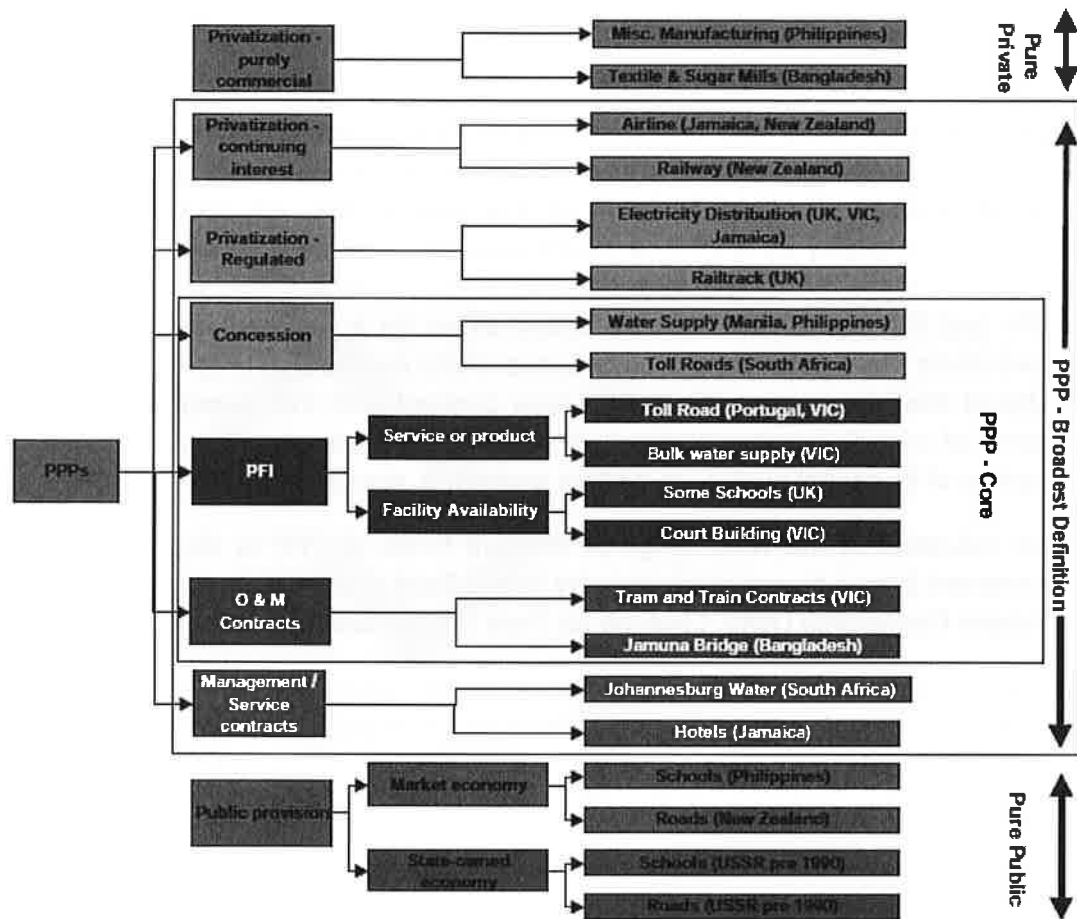 Privatization -
purely
commercial
Misc. Manufacturing (Philippines)
Textile & Sugar Mills (Bangladesh)
Pure
Private
Privatization -
continuing
interest
Airline (Jamaica, New Zealand)
Railway (New Zealand)
Privatization -
Regulated
Electricity Distribution (UK, VIC,
Jamaica)
Railtrack (UK)
Concession
Water Supply (Manila, Philippines)
Toll Roads (South Africa)
PPPs
PFI
Service or product
Toll Road (Portugal, VIC)
Bulk water supply (VIC)
Facility Availability
Some Schools (UK)
Court Building (VIC)
O & M
Contracts
Tram and Train Contracts (VIC)
Jamuna Bridge (Bangladesh)
PPP - Core
Management /
Service
contracts
Johannesburg Water (South Africa)
Hotels (Jamaica)
PPP - Broadest Definition
Public provision
Market economy
Schools (Philippines)
Roads (New Zealand)
State-owned
economy
Schools (USSR pre 1990)
Roads (USSR pre 1990)
Pure Public